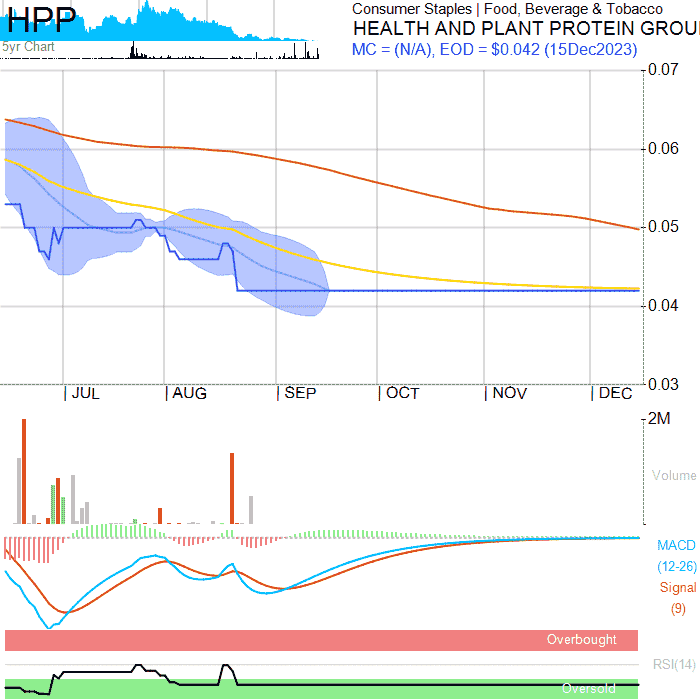 HPP
5yr Chart
Consumer Staples | Food, Beverage & Tobacco
HEALTH AND PLANT PROTEIN GROU
MC = (N/A), EOD = $0.042 (15Dec2023)
0.07
0.06
0.05
0.04
0.03
JUL
AUG
SEP
OCT
NOV
DEC
2M
Volume
MACD
(12-26)
Signal
(9)
Overbought
RSI(14)
Oversold